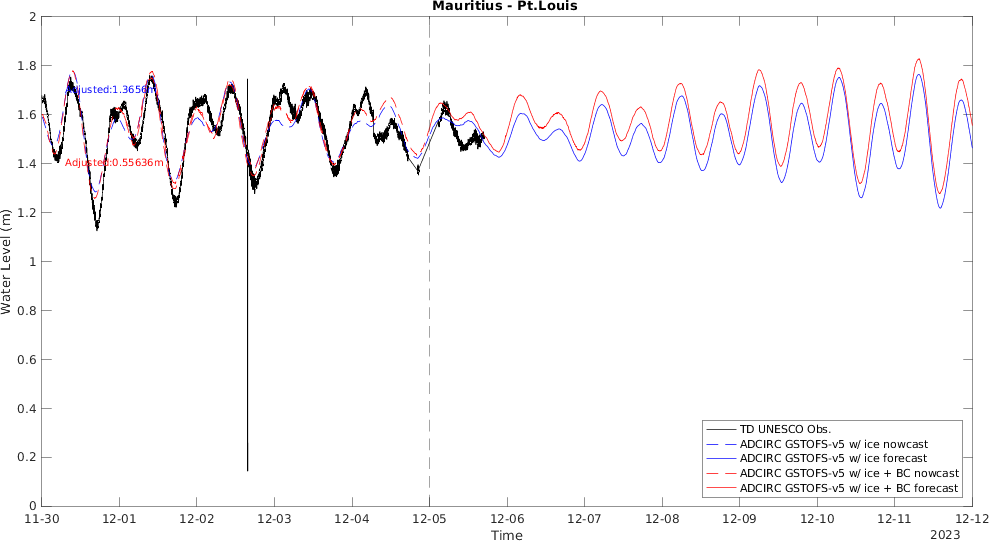 Mauritius - Pt.Louis
Water Level (m)
2
1.8
1.6
1.4
1.2
1
0.8
0.6
0.4
0.2
0
Adjusted:1.3656m
Adjusted:0.55636m
TD UNESCO Obs.
ADCIRC GSTOFS-v5 w/ ice nowcast
ADCIRC GSTOFS-v5 w/ ice forecast
ADCIRC GSTOFS-v5 w/ ice + BC nowcast
ADCIRC GSTOFS-v5 w/ ice + BC forecast
11-30 12-01 12-02 12-03 12-04 12-05 12-06 12-07 12-08 12-09 12-10 12-11 12-12
Time
2023